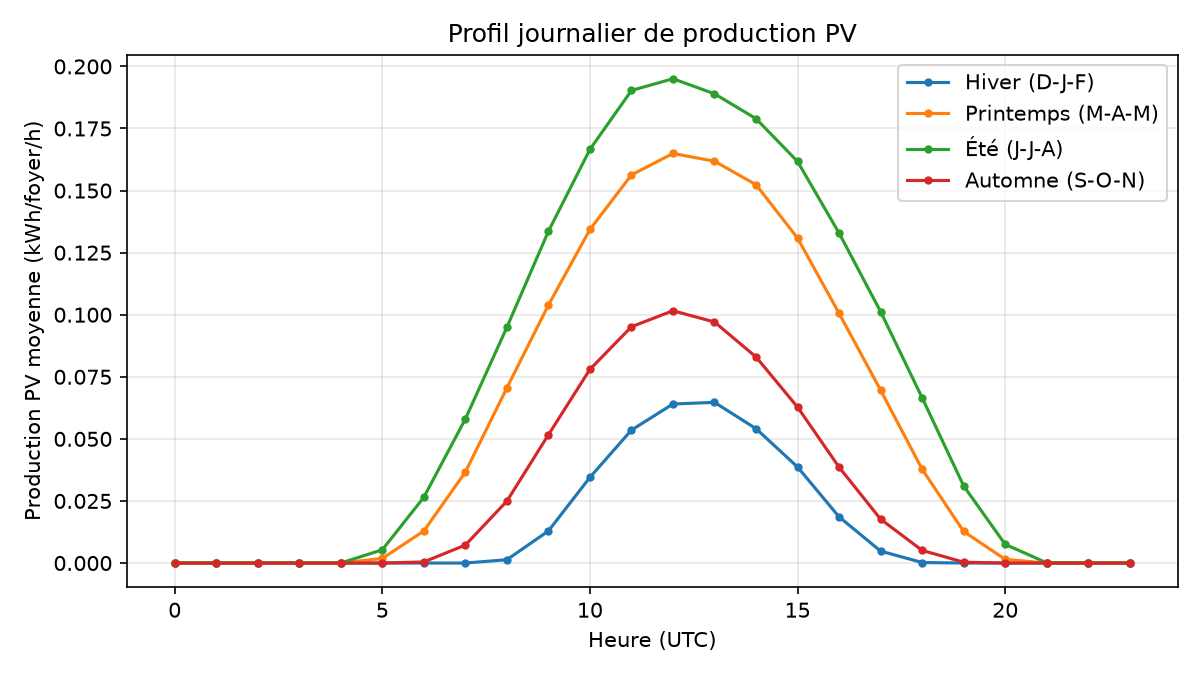 Profil journalier de production PV
Production PV moyenne (kWh/foyer/h)
0.200
0.175
0.150
0.125
0.100
0.075
0.050
0.025
0.000
Hiver (D-J-F)
Printemps (M-A-M)
Été (J-J-A)
Automne (S-O-N)
0 5 10 15 20
Heure (UTC)